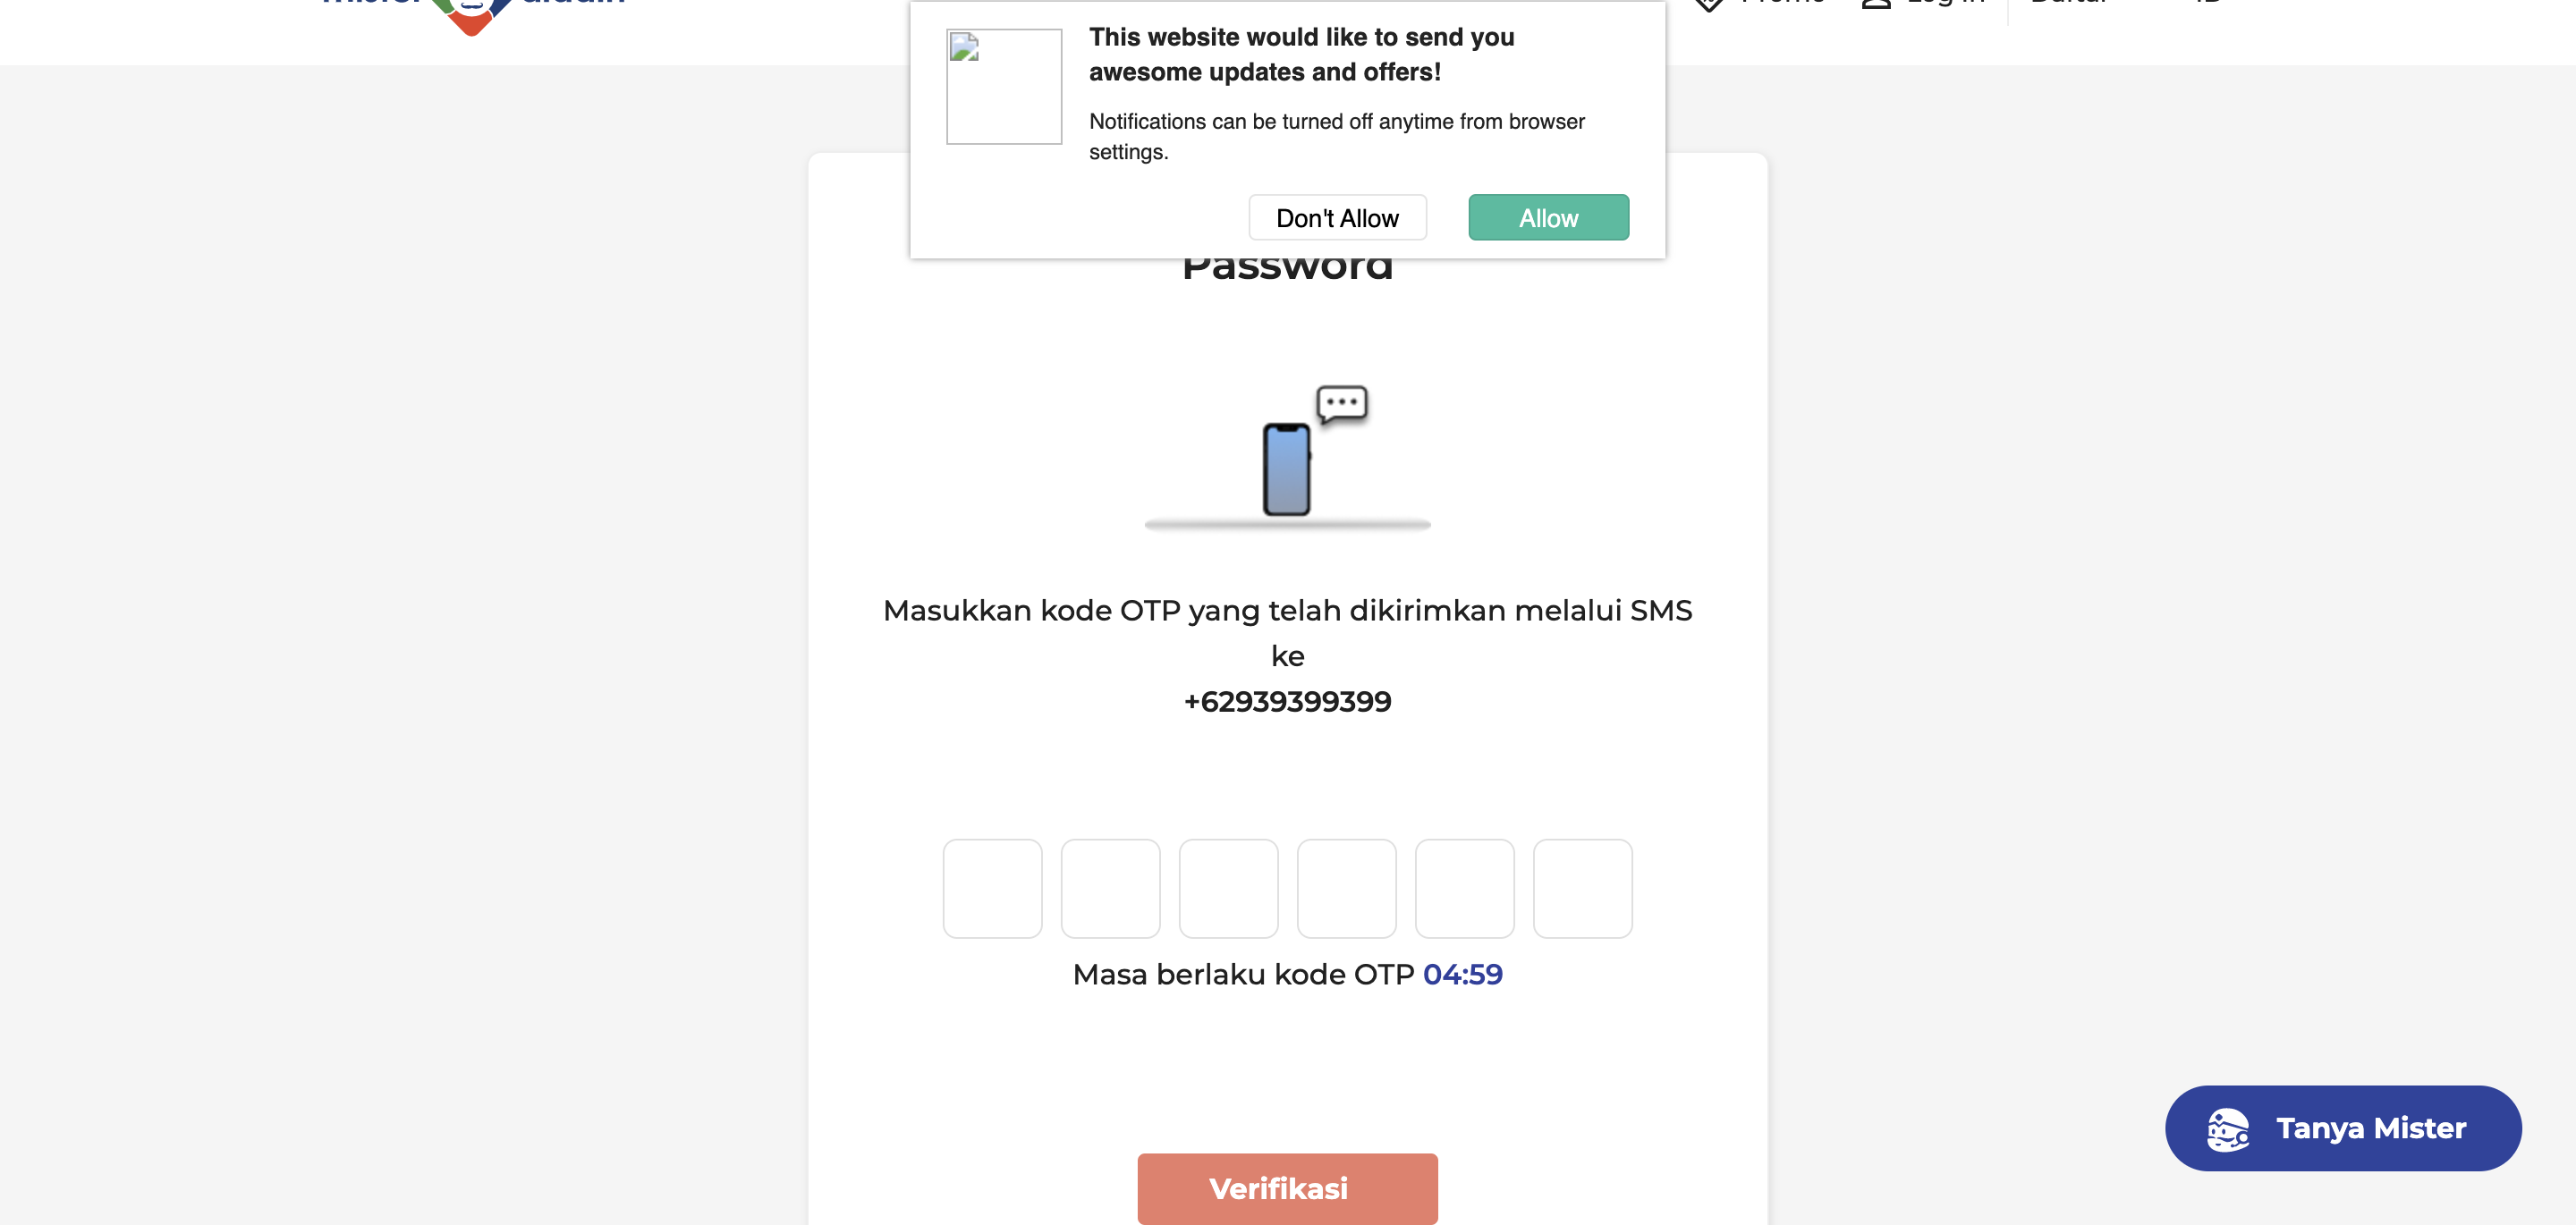 This website would like to send you
awesome updates and offers!
Notifications can be turned off anytime from browser
settings.
Don't Allow
Allow
Password
Masukkan kode OTP yang telah dikirimkan melalui SMS
ke
+62939399399
Masa berlaku kode OTP 04:59
Verifikasi
Tanya Mister